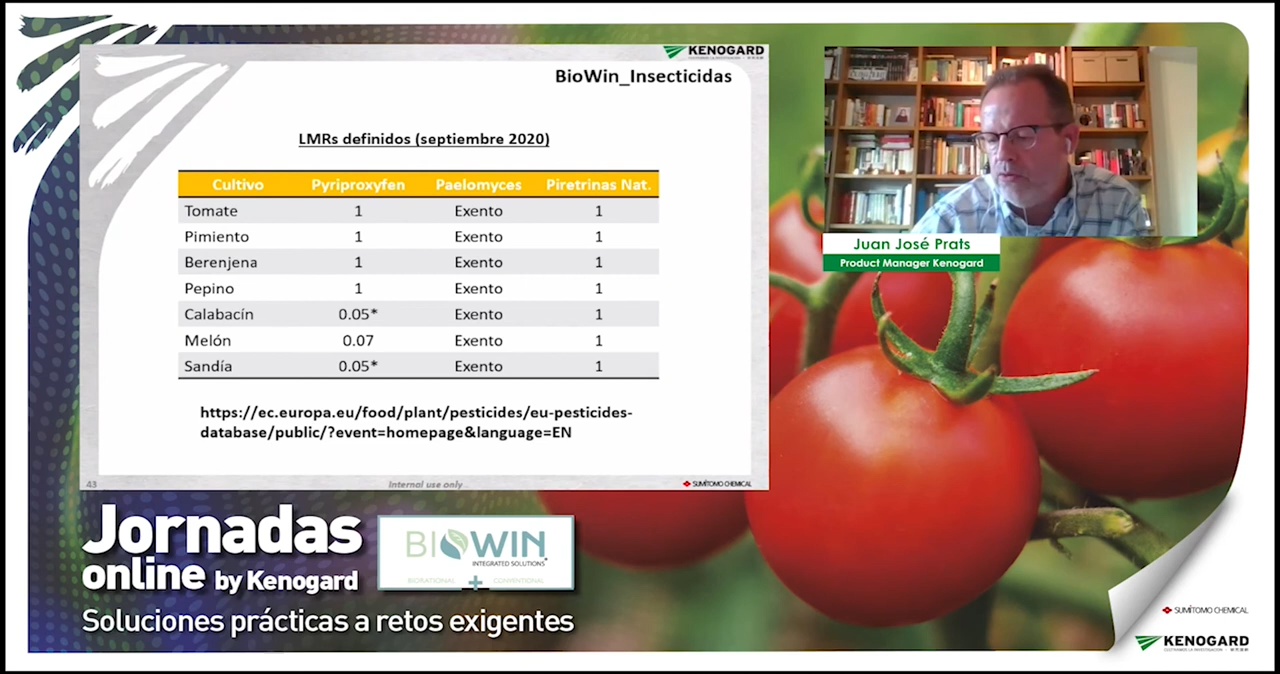 KENOGARD
BioWin_Insecticidas
LMRs definidos (septiembre 2020)
Cultivo Pyriproxyfen Paelomyces Piretrinas Nat.
Tomate 1 Exento 1
Pimiento 1 Exento 1
Berenjena 1 Exento 1
Pepino 1 Exento 1
Calabacín 0.05* Exento 1
Melón 0.07 Exento 1
Sandía 0.05* Exento 1
https://ec.europa.eu/food/plant/pesticides/eu-pesticides-
database/public/?event=homepage&language=EN
43 Internal use only SUMITOMO CHEMICAL
Juan José Prats
Product Manager Kenogard
Jornadas
online by Kenogard
BIOWIN
INTEGRATED SOLUTIONS
BIORATIONAL + CONVENTIONAL
Soluciones prácticas a retos exigentes
SUMITOMO CHEMICAL
KENOGARD